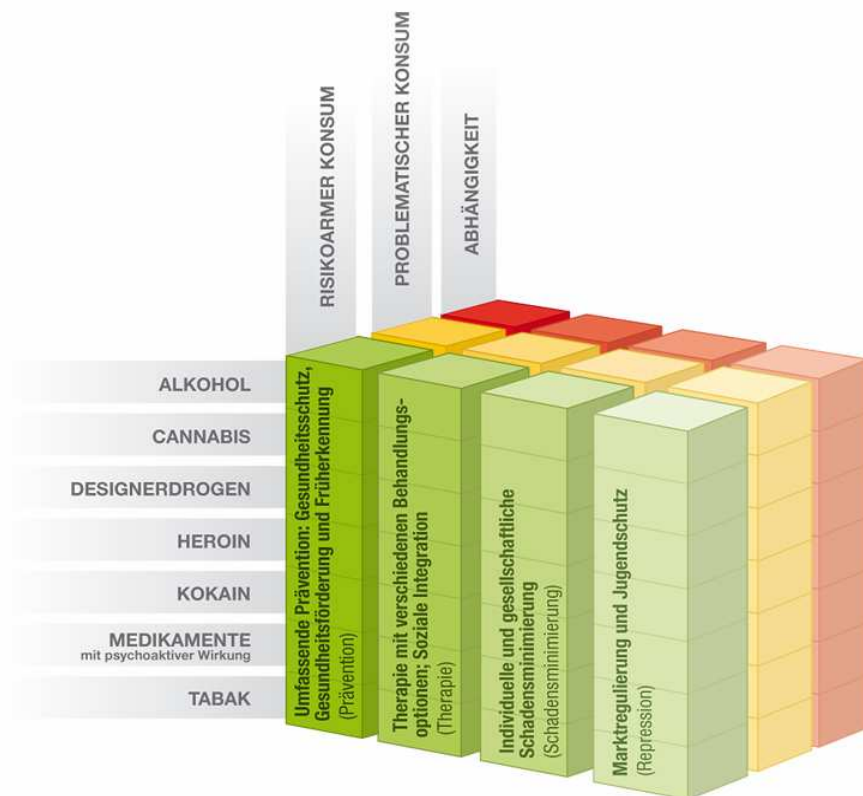 RISIKOARMER KONSUM
PROBLEMATISCHER KONSUM
ABHÄNGIGKEIT
ALKOHOL
CANNABIS
DESIGNERDROGEN
HEROIN
KOKAIN
MEDIKAMENTE
mit psychoaktiver Wirkung
TABAK
Umfassende Prävention: Gesundheitsschutz,
Gesundheitsförderung und Früherkennung
(Prävention)
Therapie mit verschiedenen Behandlungs-
optionen; Soziale Integration
(Therapie)
Individuelle und gesellschaftliche
Schadensminimierung
(Schadensminimierung)
Marktregulierung und Jugendschutz
(Repression)